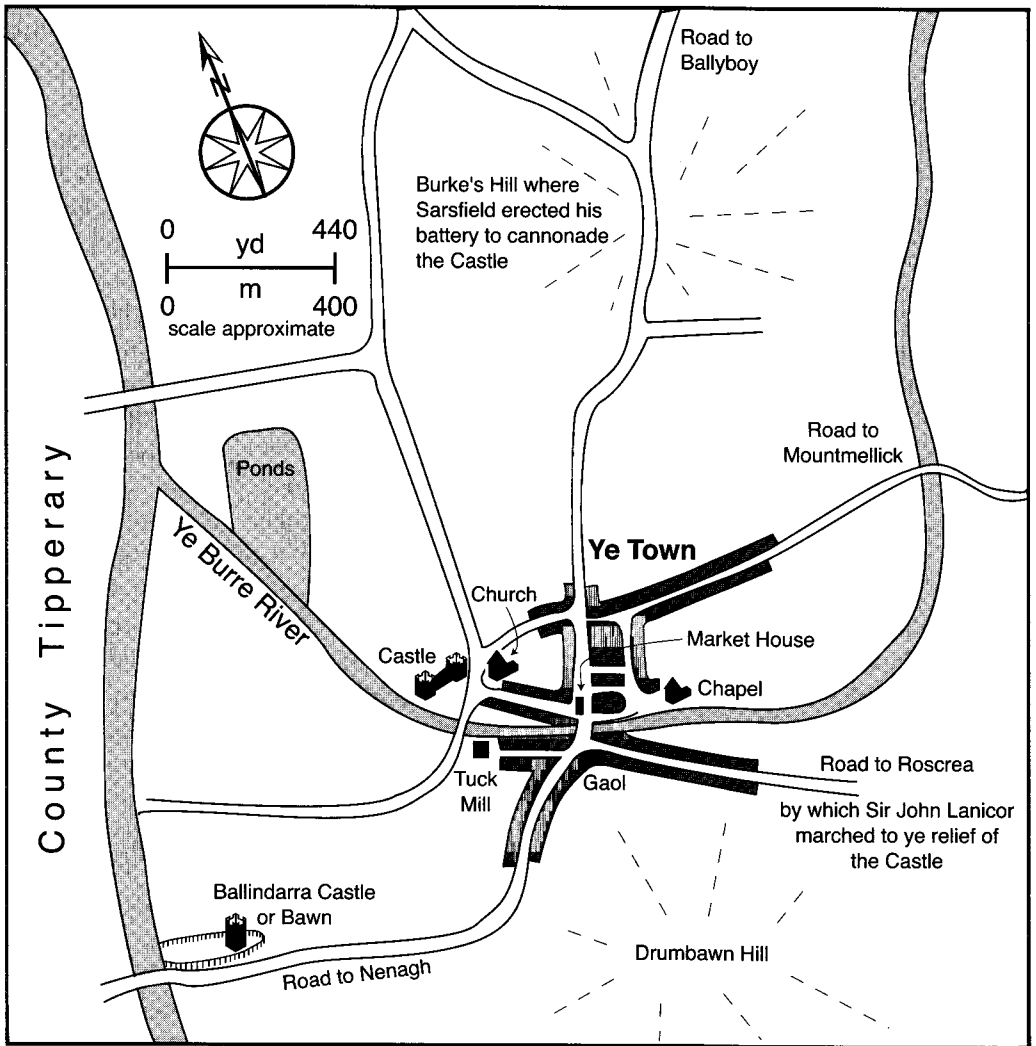 Road to
Ballyboy
N
Burke's Hill where
Sarsfield erected his
battery to cannonade
the Castle
0 440
yd
m
0 400
scale approximate
Road to
Mountmellick
Ponds
Ye Burre River
County Tipperary
Ye Town
Church
Market House
Castle
Chapel
Tuck
Mill
Gaol
Road to Roscrea
by which Sir John Lanicor
marched to ye relief of
the Castle
Ballindarra Castle
or Bawn
Road to Nenagh
Drumbawn Hill